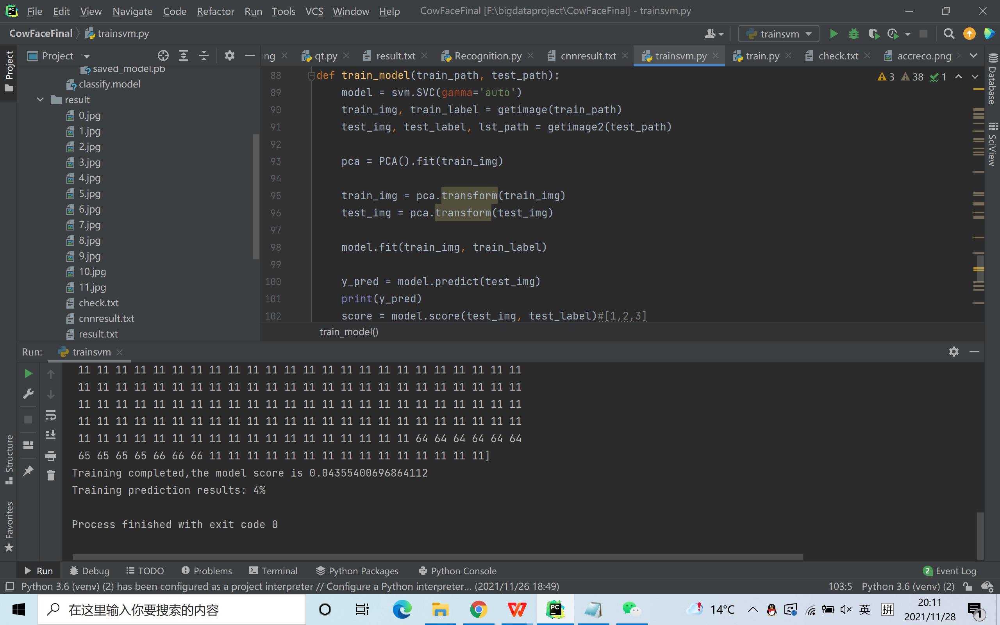 File Edit View Navigate Code Refactor Run Tools VCS Window Help CowFaceFinal [F:\bigdataproject\CowFaceFinal] - trainsvm.py
CowFaceFinal trainsvm.py trainsvm
Project
ng qt.py result.txt Recognition.py cnnresult.txt trainsvm.py train.py check.txt accreco.png
saved_model.pb
classify.model
result
0.jpg
1.jpg
2.jpg
3.jpg
4.jpg
5.jpg
6.jpg
7.jpg
8.jpg
9.jpg
10.jpg
11.jpg
check.txt
cnnresult.txt
result.txt
3 38 1
88 def train_model(train_path, test_path):
89 model = svm.SVC(gamma='auto')
90 train_img, train_label = getimage(train_path)
91 test_img, test_label, lst_path = getimage2(test_path)
92
93 pca = PCA().fit(train_img)
94
95 train_img = pca.transform(train_img)
96 test_img = pca.transform(test_img)
97
98 model.fit(train_img, train_label)
99
100 y_pred = model.predict(test_img)
101 print(y_pred)
102 score = model.score(test_img, test_label)#[1,2,3]
train_model()
Project
Structure
Favorites
Database
SciView
Run: trainsvm
11 11 11 11 11 11 11 11 11 11 11 11 11 11 11 11 11 11 11 11 11 11 11 11
11 11 11 11 11 11 11 11 11 11 11 11 11 11 11 11 11 11 11 11 11 11 11 11
11 11 11 11 11 11 11 11 11 11 11 11 11 11 11 11 11 11 11 11 11 11 11 11
11 11 11 11 11 11 11 11 11 11 11 11 11 11 11 11 11 11 11 11 11 11 11 11
11 11 11 11 11 11 11 11 11 11 11 11 11 11 11 11 11 11 64 64 64 64 64 64
65 65 65 65 66 66 66 11 11 11 11 11 11 11 11 11 11 11 11 11 11 11]
Training completed,the model score is 0.04355400696864112
Training prediction results: 4%
Process finished with exit code 0
Run Debug TODO Problems Terminal Python Packages Python Console 2 Event Log
Python 3.6 (venv) (2) has been configured as a project interpreter // Configure a Python interpreter... (2021/11/26 18:49) 103:5 Python 3.6 (venv) (2)
在这里输入你要搜索的内容 14°C 英 拼 20:11
2021/11/28 1